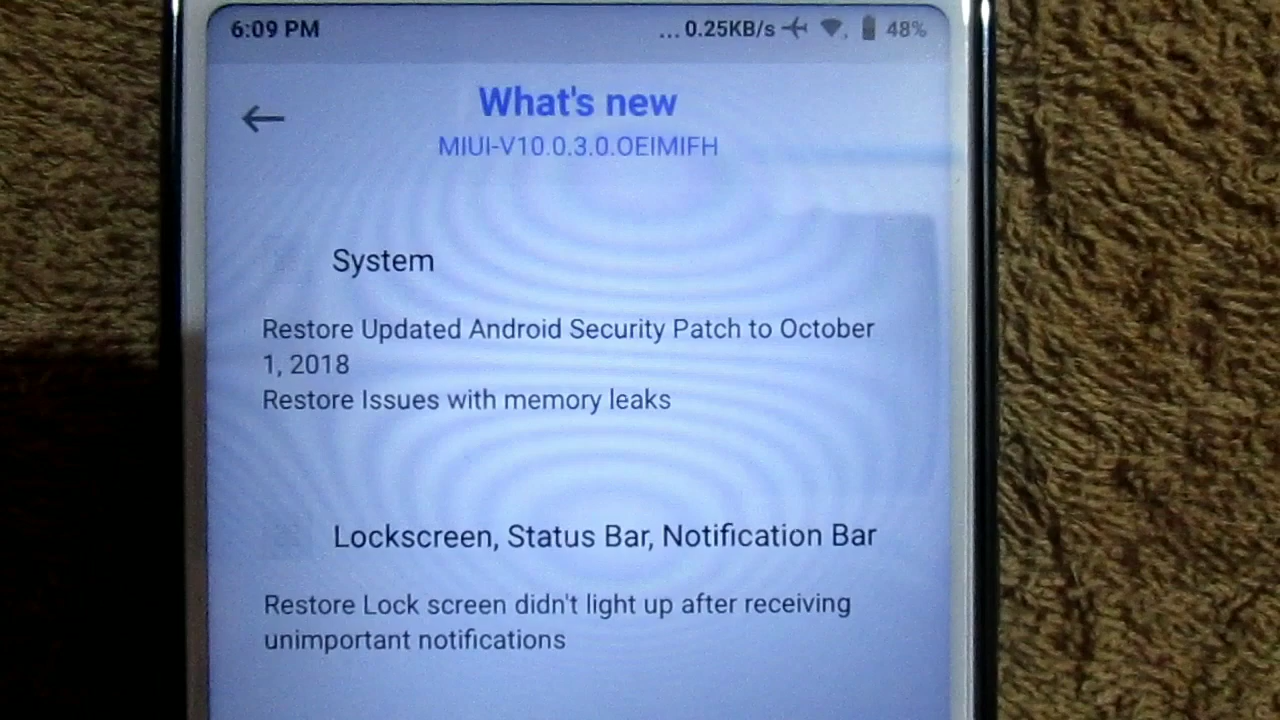 6:09 PM ... 0.25KB/s 48%
What's new
MIUI-V10.0.3.0.OEIMIFH
System
Restore Updated Android Security Patch to October
1, 2018
Restore Issues with memory leaks
Lockscreen, Status Bar, Notification Bar
Restore Lock screen didn't light up after receiving
unimportant notifications